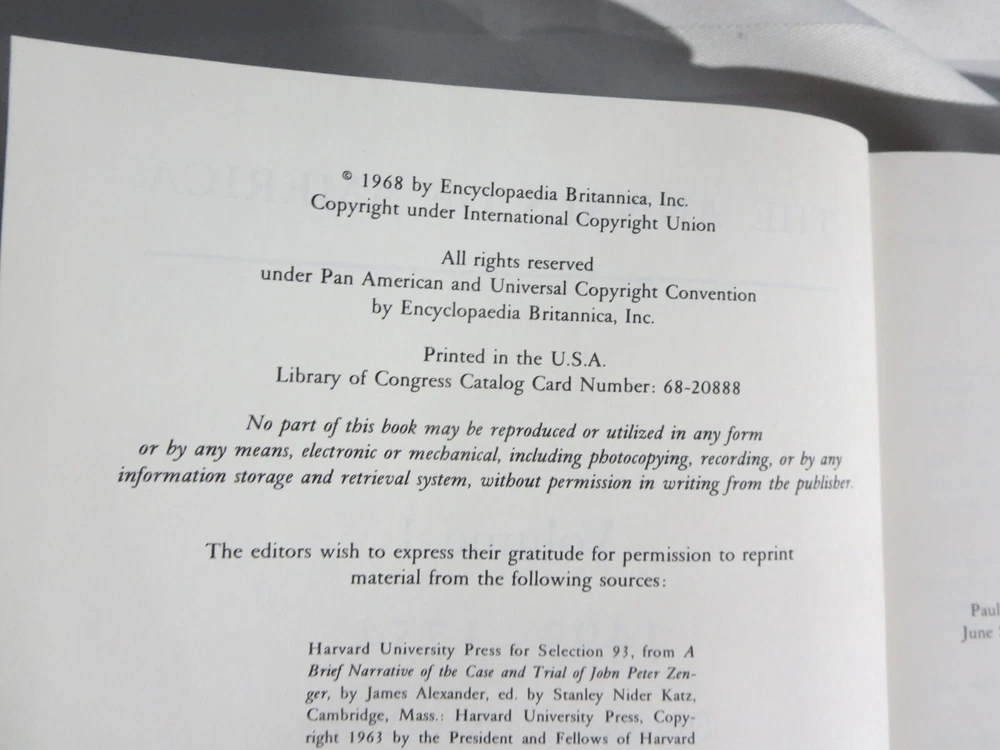 © 1968 by Encyclopaedia Britannica, Inc.
Copyright under International Copyright Union
All rights reserved
under Pan American and Universal Copyright Convention
by Encyclopaedia Britannica, Inc.
Printed in the U.S.A.
Library of Congress Catalog Card Number: 68-20888
No part of this book may be reproduced or utilized in any form
or by any means, electronic or mechanical, including photocopying, recording, or by any
information storage and retrieval system, without permission in writing from the publisher.
The editors wish to express their gratitude for permission to reprint
material from the following sources:
Harvard University Press for Selection 93, from A
Brief Narrative of the Case and Trial of John Peter Zen-
ger, by James Alexander, ed. by Stanley Nider Katz,
Cambridge, Mass.: Harvard University Press, Copy-
right 1963 by the President and Fellows of Harvard
Paul
June